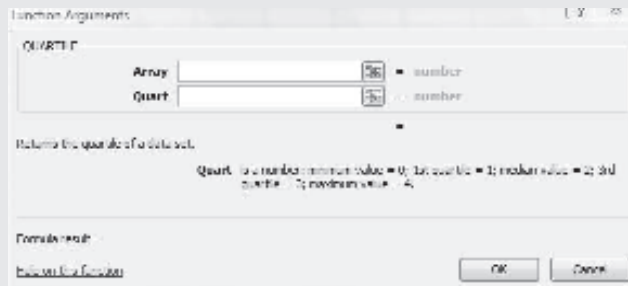 Function Arguments
QUARTILE
Array = number
Quart = number
=
Returns the quartile of a data set.
Quart is a number: minimum value = 0; 1st quartile = 1; median value = 2; 3rd
quartile = 3; maximum value = 4.
Formula result =
Help on this function
OK Cancel